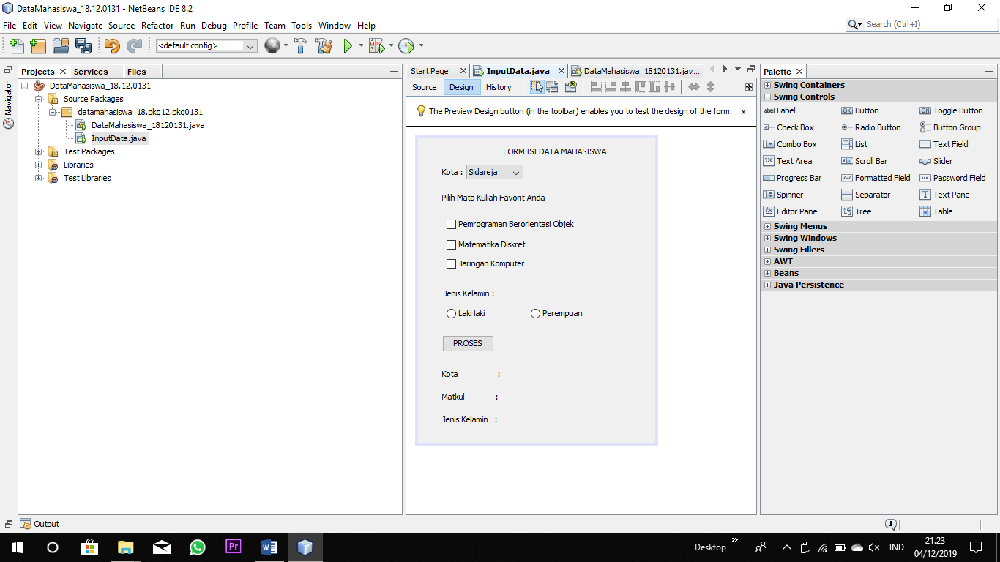 DataMahasiswa_18.12.0131 - NetBeans IDE 8.2
File Edit View Navigate Source Refactor Run Debug Profile Team Tools Window Help
Search (Ctrl+I)
<default config>
Projects Services Files
Navigator
DataMahasiswa_18.12.0131
Source Packages
datamahasiswa_18.pkg12.pkg0131
DataMahasiswa_18120131.java
InputData.java
Test Packages
Libraries
Test Libraries
Start Page InputData.java DataMahasiswa_18120131.jav...
Source Design History
The Preview Design button (in the toolbar) enables you to test the design of the form. x
FORM ISI DATA MAHASISWA
Kota : Sidareja
Pilih Mata Kuliah Favorit Anda
Pemrograman Berorientasi Objek
Matematika Diskret
Jaringan Komputer
Jenis Kelamin :
Laki laki Perempuan
PROSES
Kota :
Matkul :
Jenis Kelamin :
Palette
Swing Containers
Swing Controls
label Label OK Button ON Toggle Button
Check Box Radio Button Button Group
Combo Box List Text Field
Text Area Scroll Bar Slider
Progress Bar Formatted Field Password Field
Spinner Separator Text Pane
Editor Pane Tree Table
Swing Menus
Swing Windows
Swing Fillers
AWT
Beans
Java Persistence
Output
1
Pr
Desktop
IND
21.23
04/12/2019